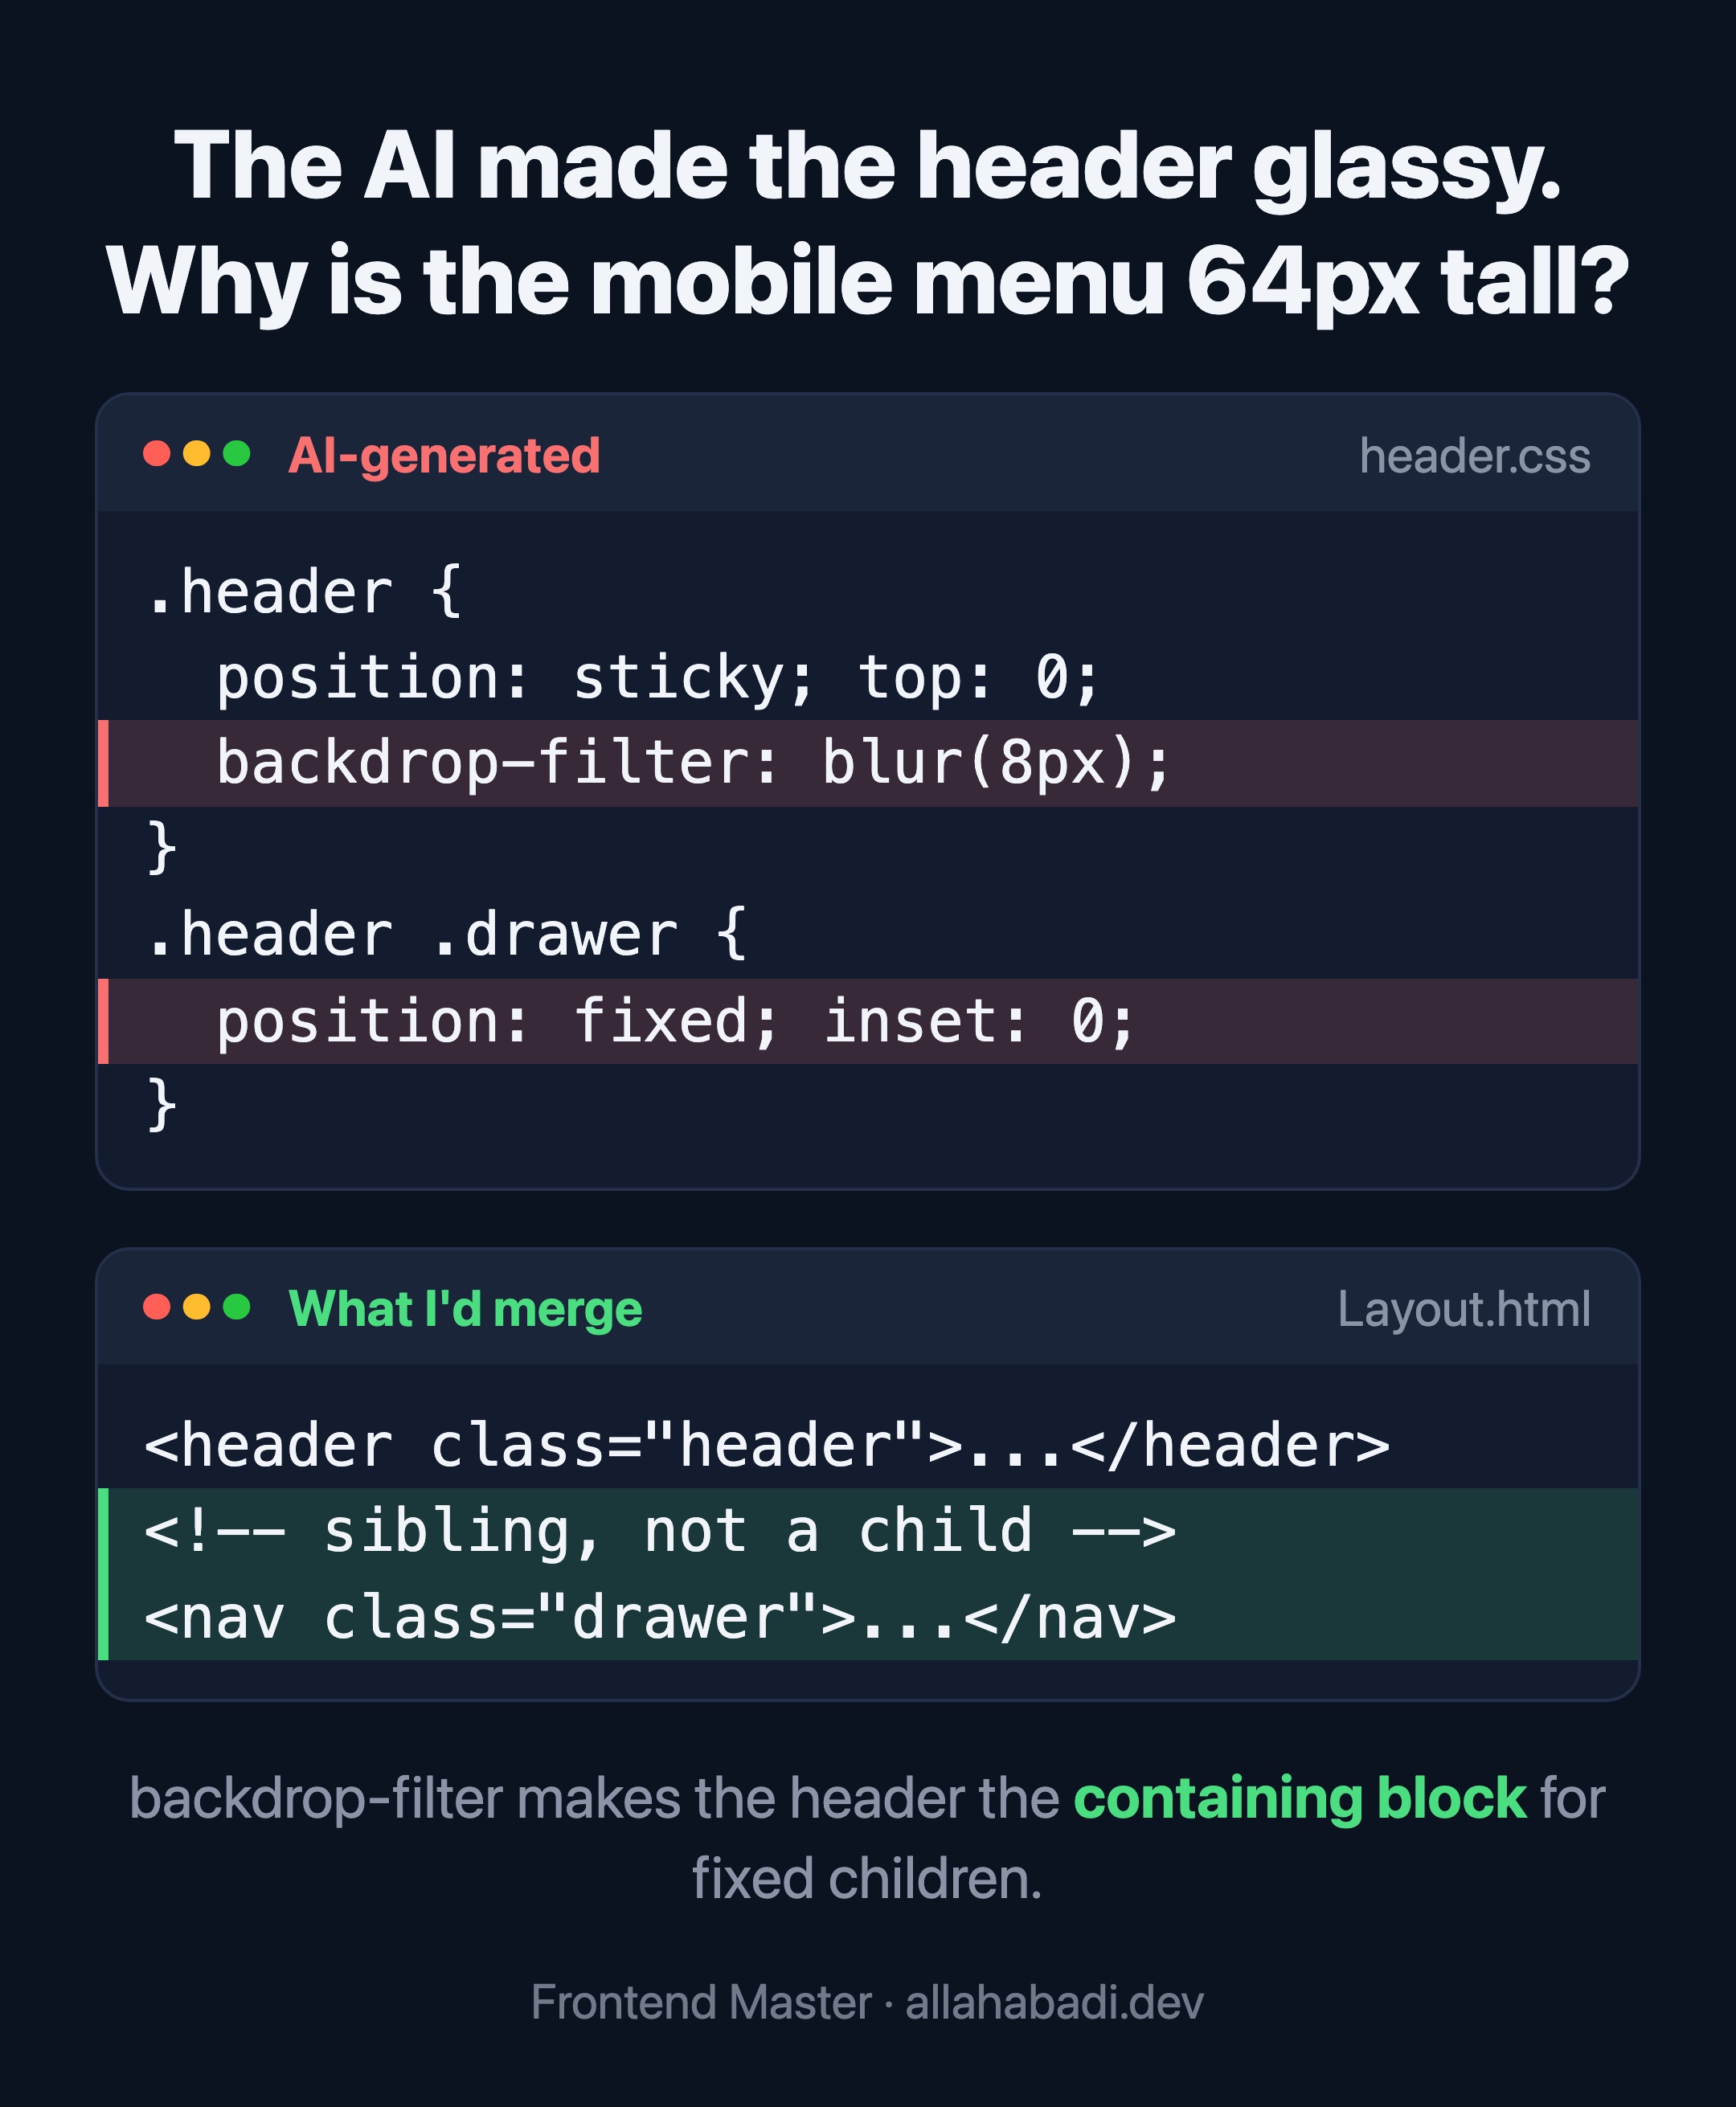 The AI made the header glassy.
Why is the mobile menu 64px tall?
AI-generated header.css
.header {
  position: sticky; top: 0;
  backdrop-filter: blur(8px);
}
.header .drawer {
  position: fixed; inset: 0;
}
What I'd merge Layout.html
<header class="header">...</header>
<!-- sibling, not a child -->
<nav class="drawer">...</nav>
backdrop-filter makes the header the containing block for
fixed children.
Frontend Master · allahabadi.dev